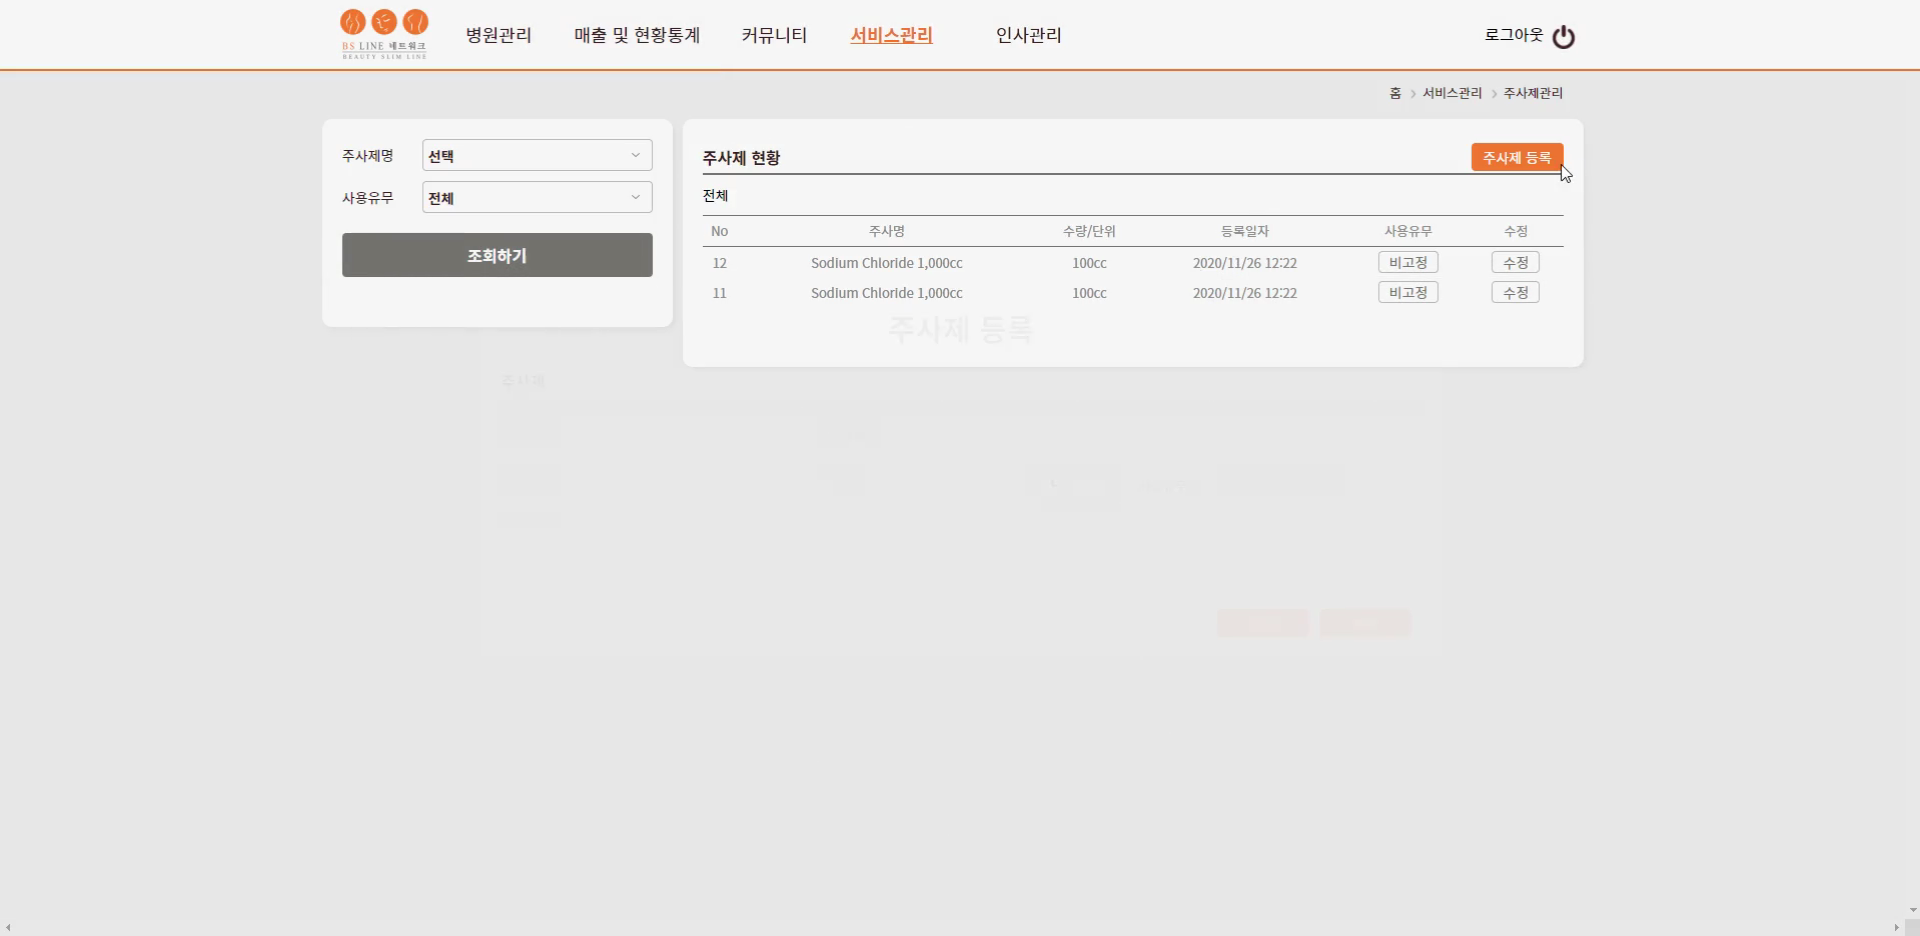 BS LINE 네트워크
BEAUTY SLIM LINE
병원관리
매출 및 현황통계
커뮤니티
서비스관리
인사관리
로그아웃
홈 > 서비스관리 > 주사제관리
주사제명
선택
사용유무
전체
조회하기
주사제 현황
주사제 등록
전체
No 주사명 수량/단위 등록일자 사용유무 수정
12 Sodium Chloride 1,000cc 100cc 2020/11/26 12:22 비고정 수정
11 Sodium Chloride 1,000cc 100cc 2020/11/26 12:22 비고정 수정
주사제 등록
주사제